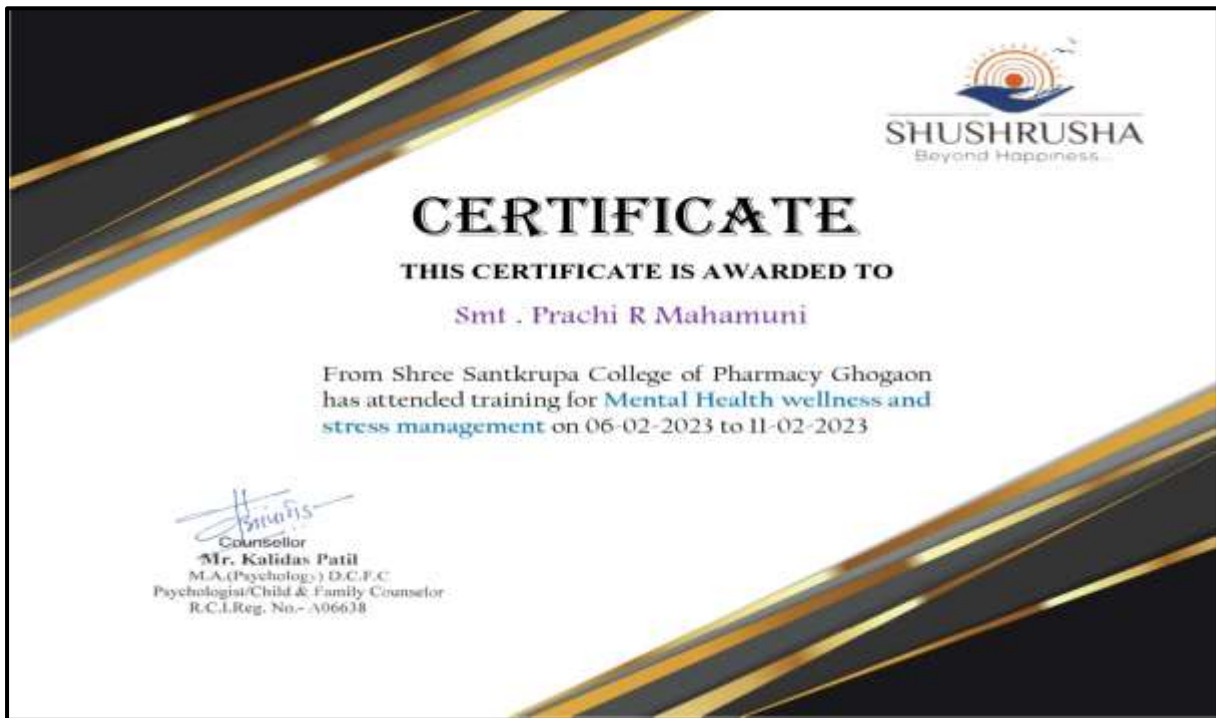 SHUSHRUSHA
Beyond Happiness...
CERTIFICATE
THIS CERTIFICATE IS AWARDED TO
Smt . Prachi R Mahamuni
From Shree Santkrupa College of Pharmacy Ghogaon
has attended training for Mental Health wellness and
stress management on 06-02-2023 to 11-02-2023
Counsellor
Mr. Kalidas Patil
M.A.(Psychology) D.C.F.C
Psychologist/Child & Family Counselor
R.C.I.Reg. No.- A06638